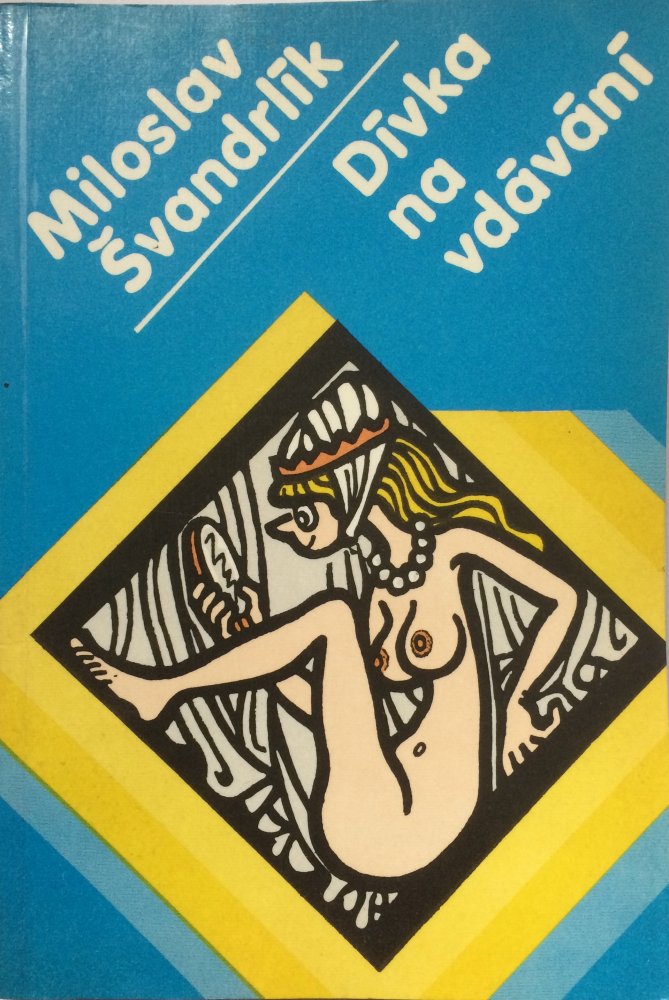 Miloslav
Švandrlík
Dívka
na
vdávání